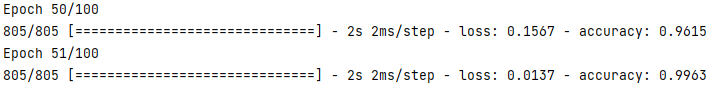 Epoch 50/100
805/805 [==============================] - 2s 2ms/step - loss: 0.1567 - accuracy: 0.9615
Epoch 51/100
805/805 [==============================] - 2s 2ms/step - loss: 0.0137 - accuracy: 0.9963